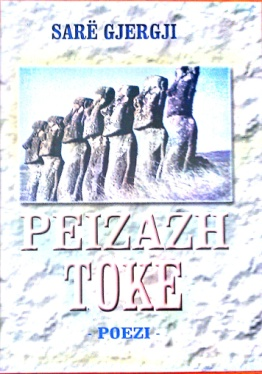 SARË GJERGJI
PEIZAZH
TOKE
- POEZI -